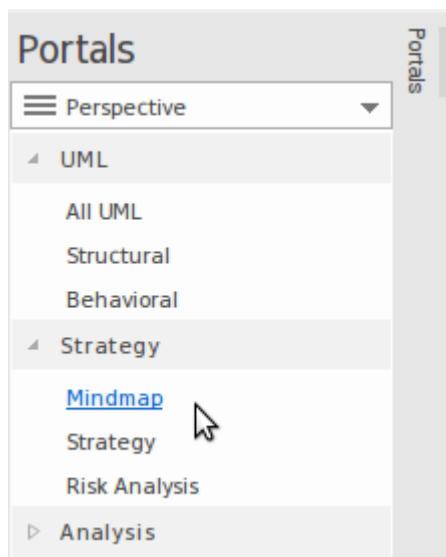 Portals
Portals
Perspective
UML
All UML
Structural
Behavioral
Strategy
Mindmap
Strategy
Risk Analysis
Analysis